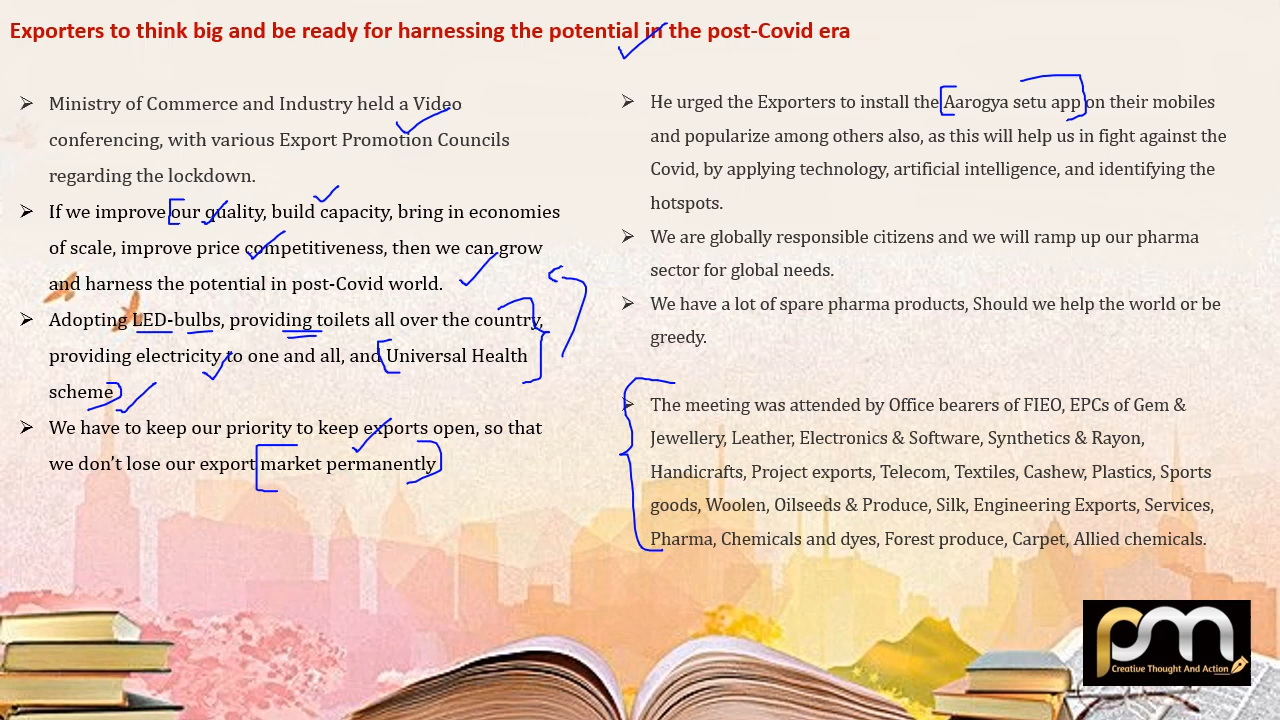 Exporters to think big and be ready for harnessing the potential in the post-Covid era
➢ Ministry of Commerce and Industry held a Video
conferencing, with various Export Promotion Councils
regarding the lockdown.
➢ If we improve our quality, build capacity, bring in economies
of scale, improve price competitiveness, then we can grow
and harness the potential in post-Covid world.
➢ Adopting LED-bulbs, providing toilets all over the country,
providing electricity to one and all, and Universal Health
scheme
➢ We have to keep our priority to keep exports open, so that
we don't lose our export market permanently
➢ He urged the Exporters to install the Aarogya setu app on their mobiles
and popularize among others also, as this will help us in fight against the
Covid, by applying technology, artificial intelligence, and identifying the
hotspots.
➢ We are globally responsible citizens and we will ramp up our pharma
sector for global needs.
➢ We have a lot of spare pharma products, Should we help the world or be
greedy.
➢ The meeting was attended by Office bearers of FIEO, EPCs of Gem &
Jewellery, Leather, Electronics & Software, Synthetics & Rayon,
Handicrafts, Project exports, Telecom, Textiles, Cashew, Plastics, Sports
goods, Woolen, Oilseeds & Produce, Silk, Engineering Exports, Services,
Pharma, Chemicals and dyes, Forest produce, Carpet, Allied chemicals.
pm
Creative Thought And Action